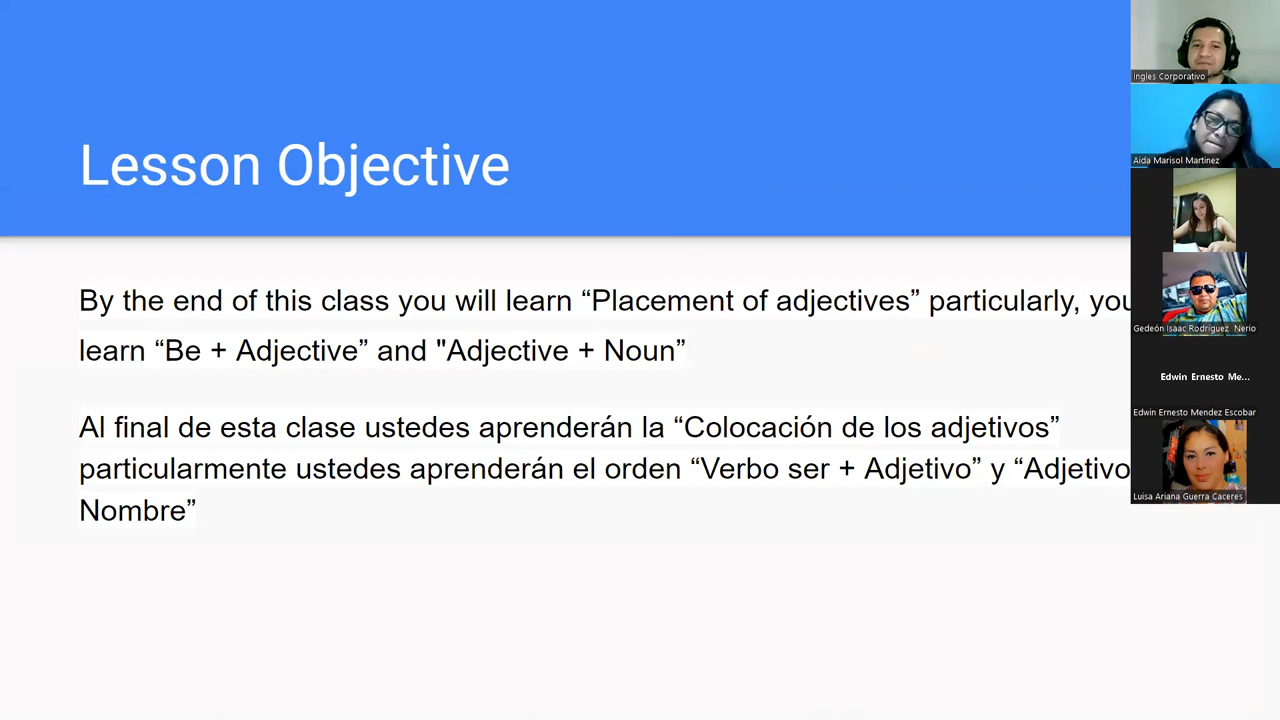 Lesson Objective
By the end of this class you will learn “Placement of adjectives” particularly, you
learn “Be + Adjective” and "Adjective + Noun”
Al final de esta clase ustedes aprenderán la “Colocación de los adjetivos”
particularmente ustedes aprenderán el orden “Verbo ser + Adjetivo” y “Adjetivo
Nombre”
Ingles Corporativo
Aida Marisol Martinez
Gedeón Isaac Rodríguez Nerio
Edwin Ernesto Me...
Edwin Ernesto Mendez Escobar
Luisa Ariana Guerra Caceres